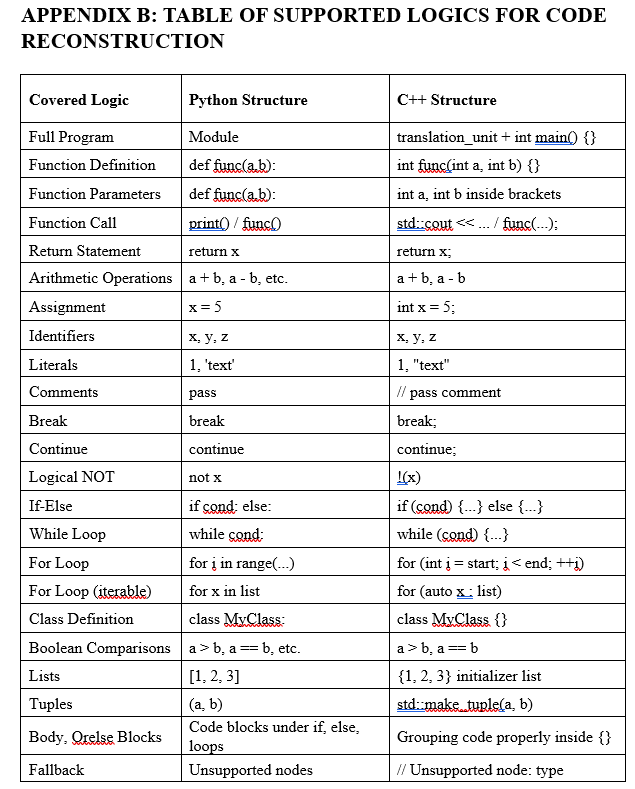 APPENDIX B: TABLE OF SUPPORTED LOGICS FOR CODE
RECONSTRUCTION
Covered Logic Python Structure C++ Structure
Full Program Module translation_unit + int main() {}
Function Definition def func(a,b): int func(int a, int b) {}
Function Parameters def func(a,b): int a, int b inside brackets
Function Call print() / func() std::cout << ... / func(...);
Return Statement return x return x;
Arithmetic Operations a + b, a - b, etc. a + b, a - b
Assignment x = 5 int x = 5;
Identifiers x, y, z x, y, z
Literals 1, 'text' 1, "text"
Comments pass // pass comment
Break break break;
Continue continue continue;
Logical NOT not x !(x)
If-Else if cond: else: if (cond) {...} else {...}
While Loop while cond: while (cond) {...}
For Loop for i in range(...) for (int i = start; i < end; ++i)
For Loop (iterable) for x in list for (auto x : list)
Class Definition class MyClass: class MyClass {}
Boolean Comparisons a > b, a == b, etc. a > b, a == b
Lists [1, 2, 3] {1, 2, 3} initializer list
Tuples (a, b) std::make_tuple(a, b)
Body, Orelse Blocks Code blocks under if, else,
loops Grouping code properly inside {}
Fallback Unsupported nodes // Unsupported node: type